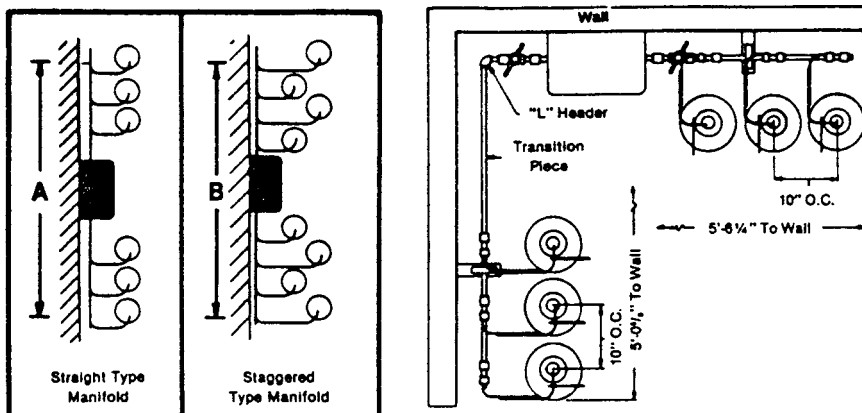 A
Straight Type
Manifold
B
Staggered
Type Manifold
Wall
"L" Header
Transition
Piece
10" O.C.
5'-6¼" To Wall
10" O.C.
To Wall